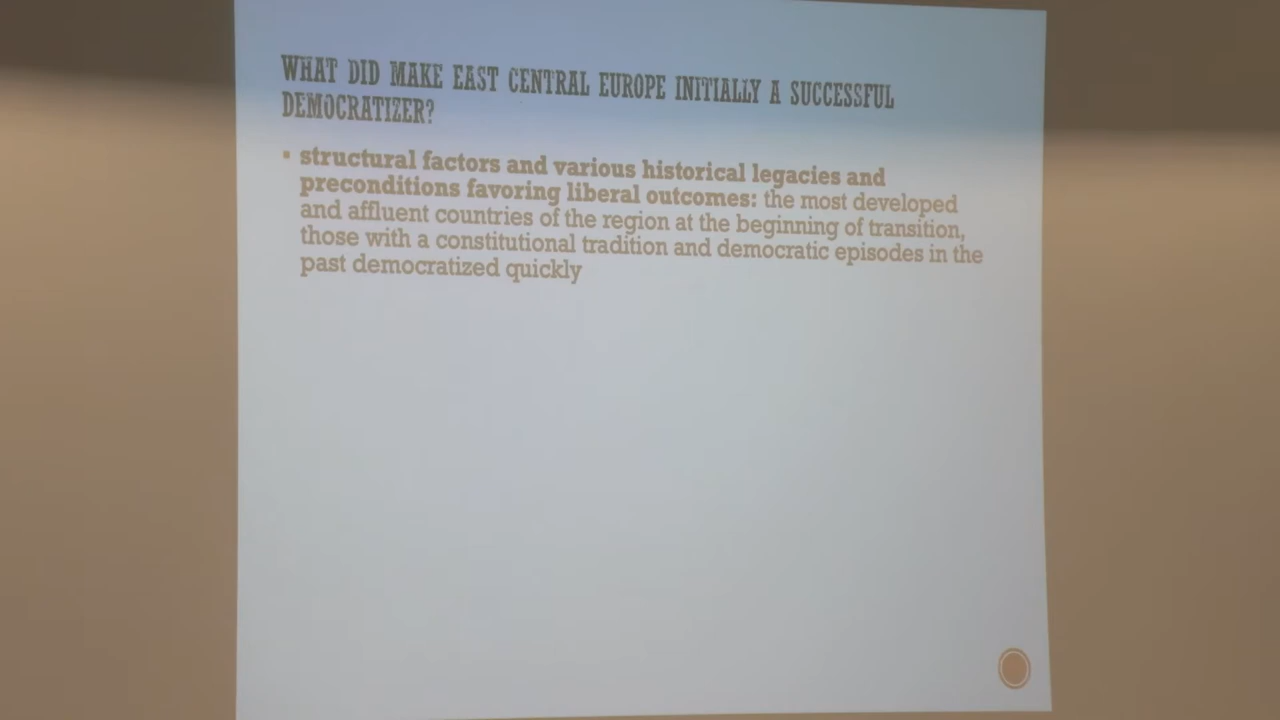 WHAT DID MAKE EAST CENTRAL EUROPE INITIALLY A SUCCESSFUL
DEMOCRATIZER?
▪ structural factors and various historical legacies and
preconditions favoring liberal outcomes: the most developed
and affluent countries of the region at the beginning of transition,
those with a constitutional tradition and democratic episodes in the
past democratized quickly